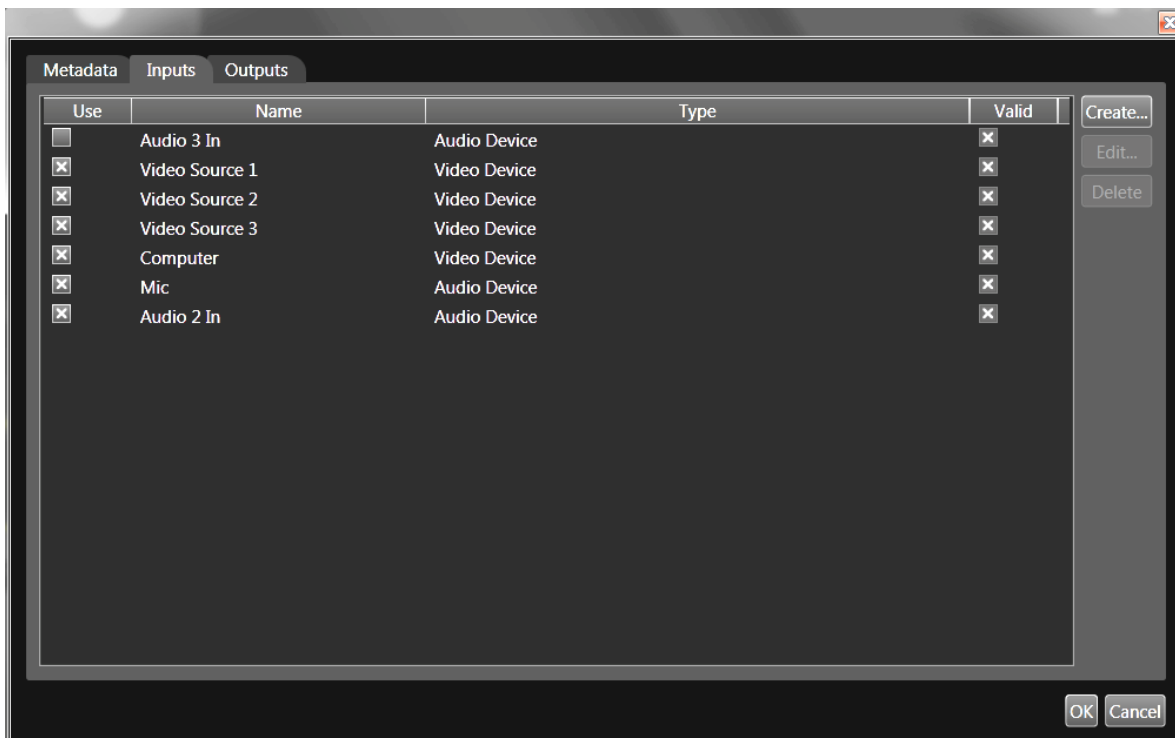 Metadata Inputs Outputs
Use Name Type Valid
Create...
Audio 3 In Audio Device
Edit...
Video Source 1 Video Device
Delete
Video Source 2 Video Device
Video Source 3 Video Device
Computer Video Device
Mic Audio Device
Audio 2 In Audio Device
OK Cancel